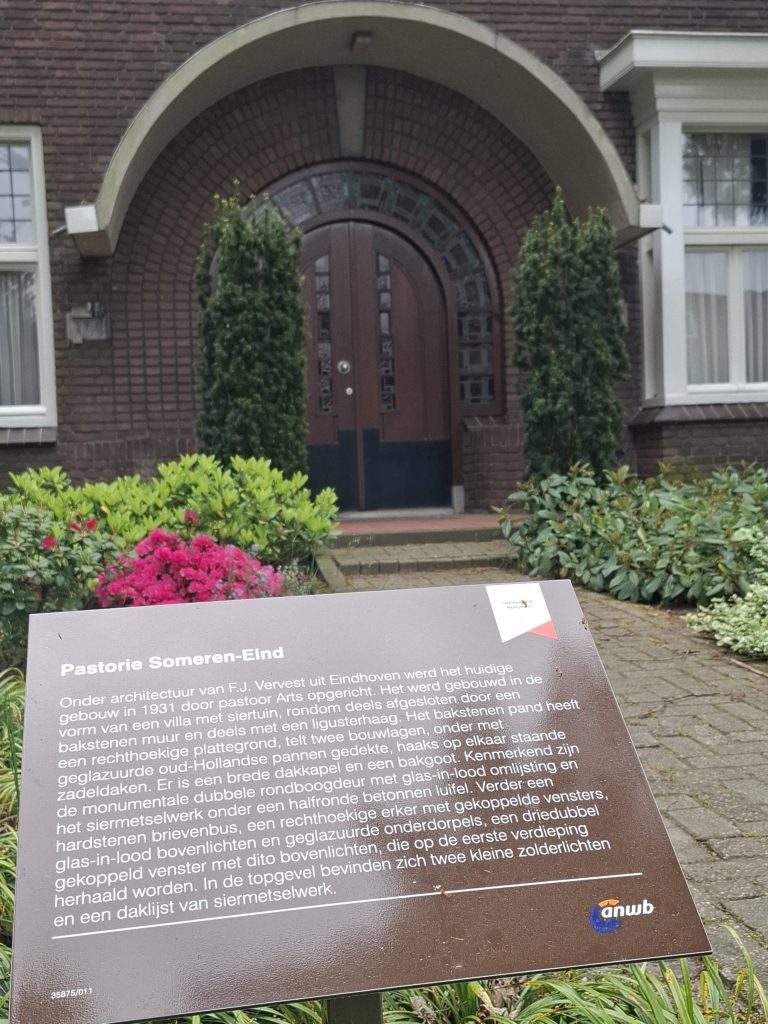 Pastorie Someren-Eind
Onder architectuur van F.J. Vervest uit Eindhoven werd het huidige
gebouw in 1931 door pastoor Arts opgericht. Het werd gebouwd in de
vorm van een villa met siertuin, rondom deels afgesloten door een
bakstenen muur en deels met een ligusterhaag. Het bakstenen pand heeft
een rechthoekige plattegrond, telt twee bouwlagen, onder met
geglazuurde oud-Hollandse pannen gedekte, haaks op elkaar staande
zadeldaken. Er is een brede dakkapel en een bakgoot. Kenmerkend zijn
de monumentale dubbele rondboogdeur met glas-in-lood omlijsting en
het siermetselwerk onder een halfronde betonnen luifel. Verder een
hardstenen brievenbus, een rechthoekige erker met gekoppelde vensters,
glas-in-lood bovenlichten en geglazuurde onderdorpels, een driedubbel
gekoppeld venster met dito bovenlichten, die op de eerste verdieping
herhaald worden. In de topgevel bevinden zich twee kleine zolderlichten
en een daklijst van siermetselwerk.
anwb
35875/011